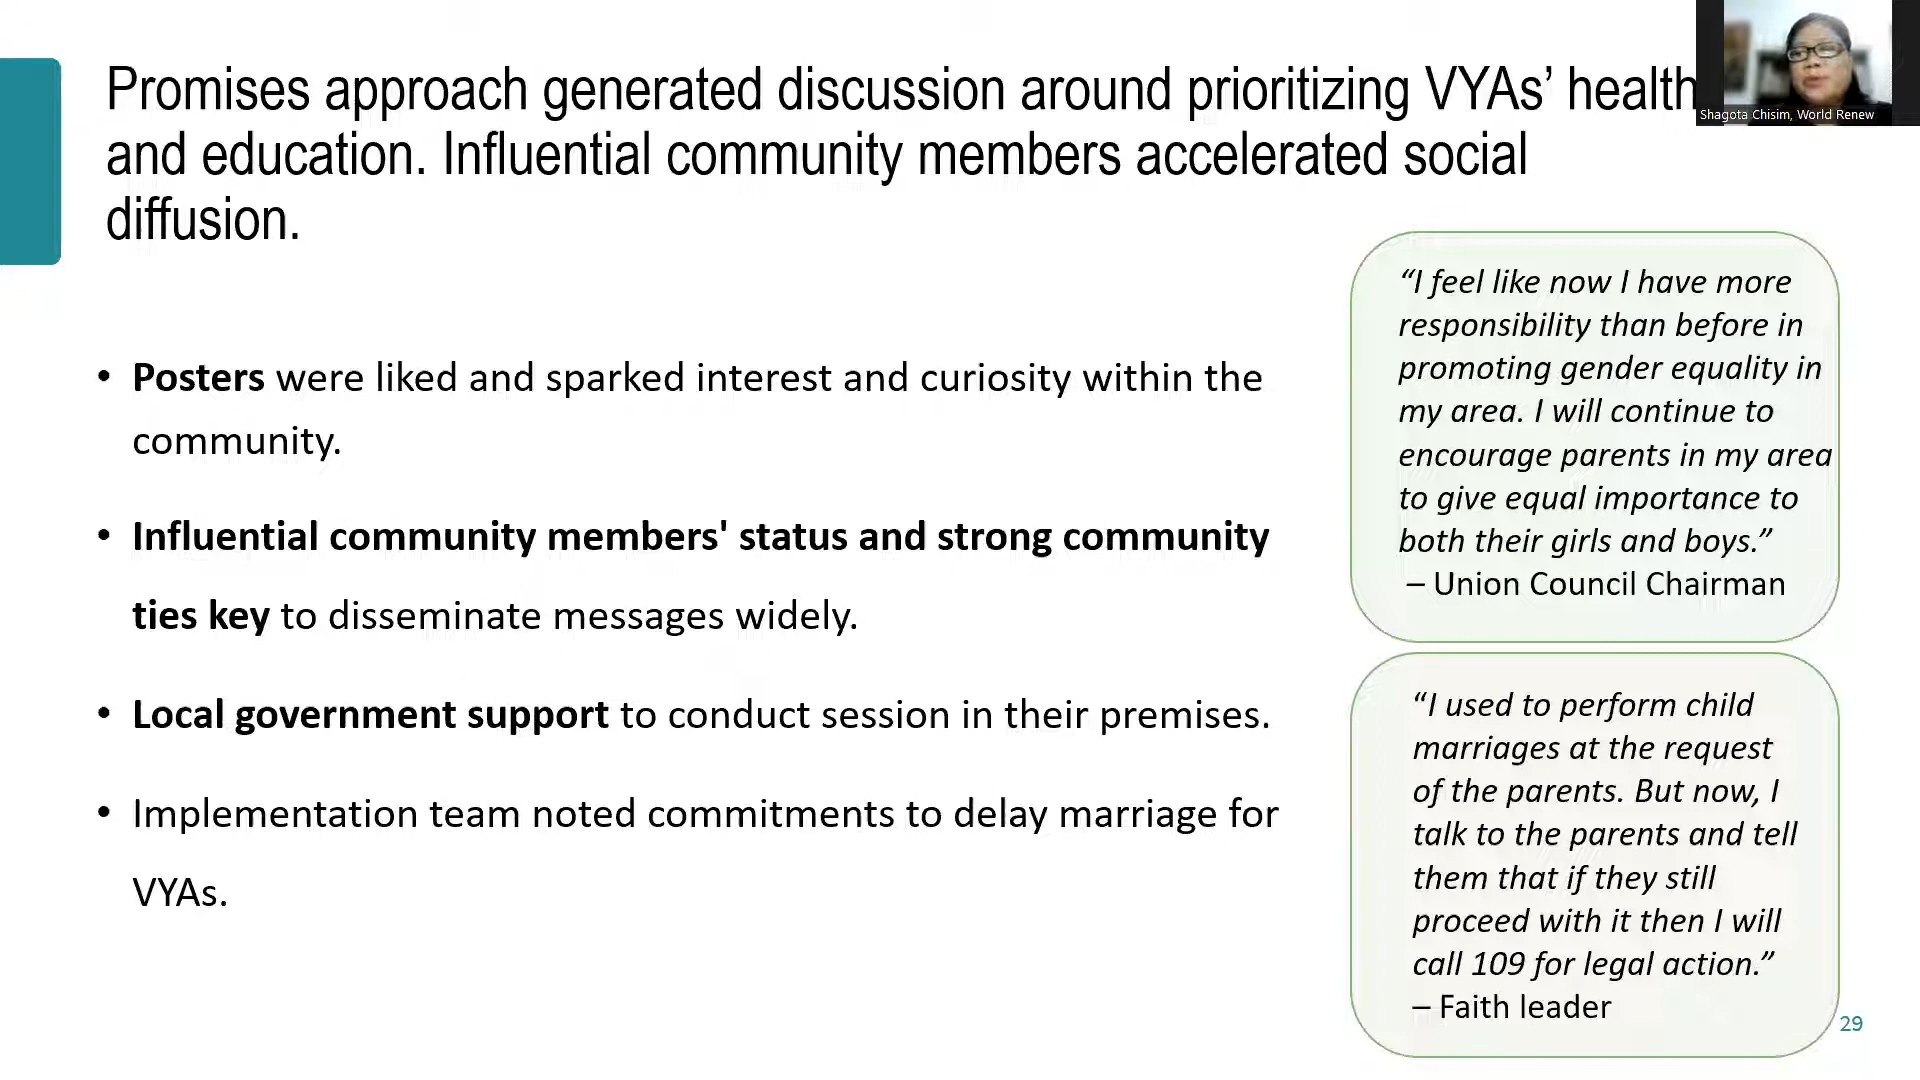 Promises approach generated discussion around prioritizing VYAs’ health
and education. Influential community members accelerated social
diffusion.
Shagota Chisim, World Renew
• Posters were liked and sparked interest and curiosity within the
community.
• Influential community members' status and strong community
ties key to disseminate messages widely.
• Local government support to conduct session in their premises.
• Implementation team noted commitments to delay marriage for
VYAs.
“I feel like now I have more
responsibility than before in
promoting gender equality in
my area. I will continue to
encourage parents in my area
to give equal importance to
both their girls and boys.”
– Union Council Chairman
“I used to perform child
marriages at the request
of the parents. But now, I
talk to the parents and tell
them that if they still
proceed with it then I will
call 109 for legal action.”
– Faith leader
29